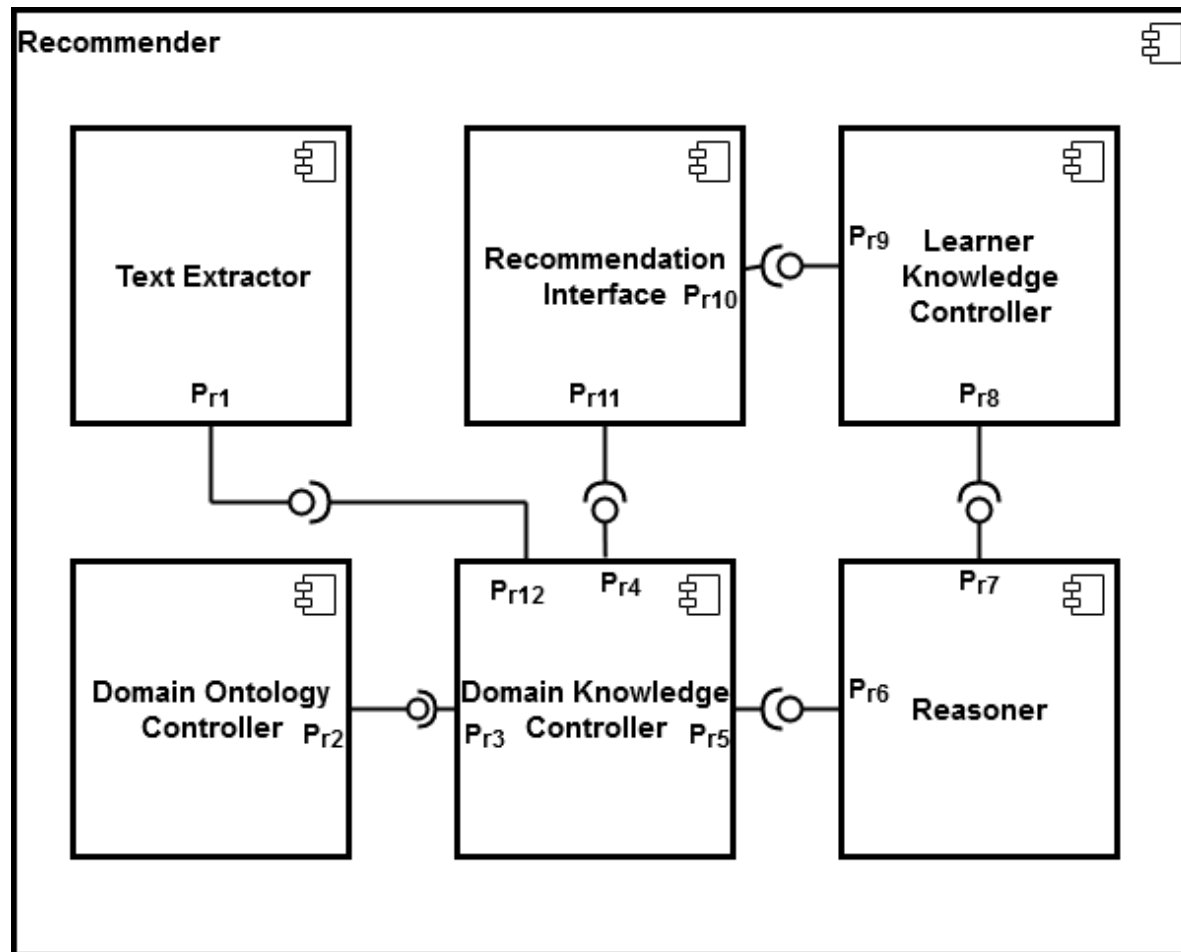 Recommender
Text Extractor
Pr1
Recommendation
Interface
Pr10
Pr11
Pr9
Learner
Knowledge
Controller
Pr8
Domain Ontology
Controller
Pr2
Pr12
Pr4
Domain Knowledge
Controller
Pr3
Pr5
Pr7
Pr6
Reasoner